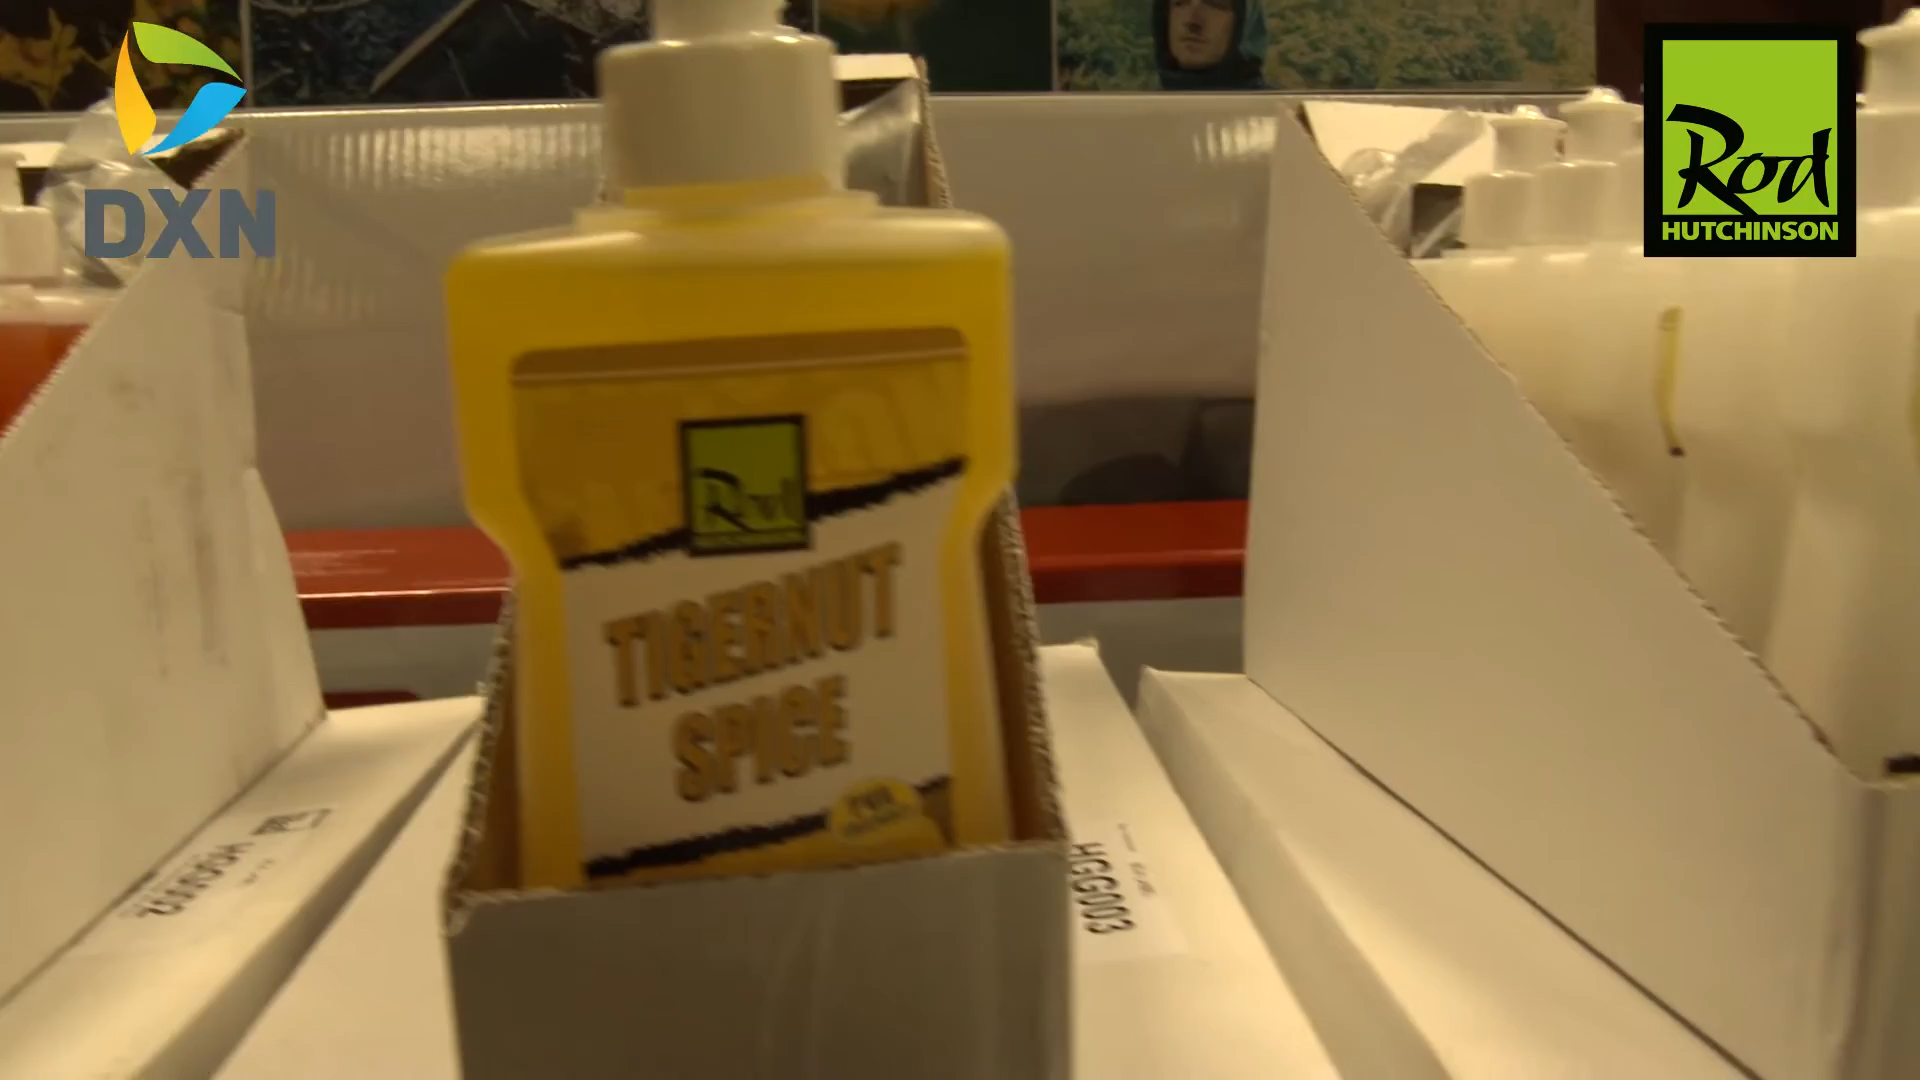 DXN
Rod
HUTCHINSON
Rod
TIGERNUT
SPICE
HGG003